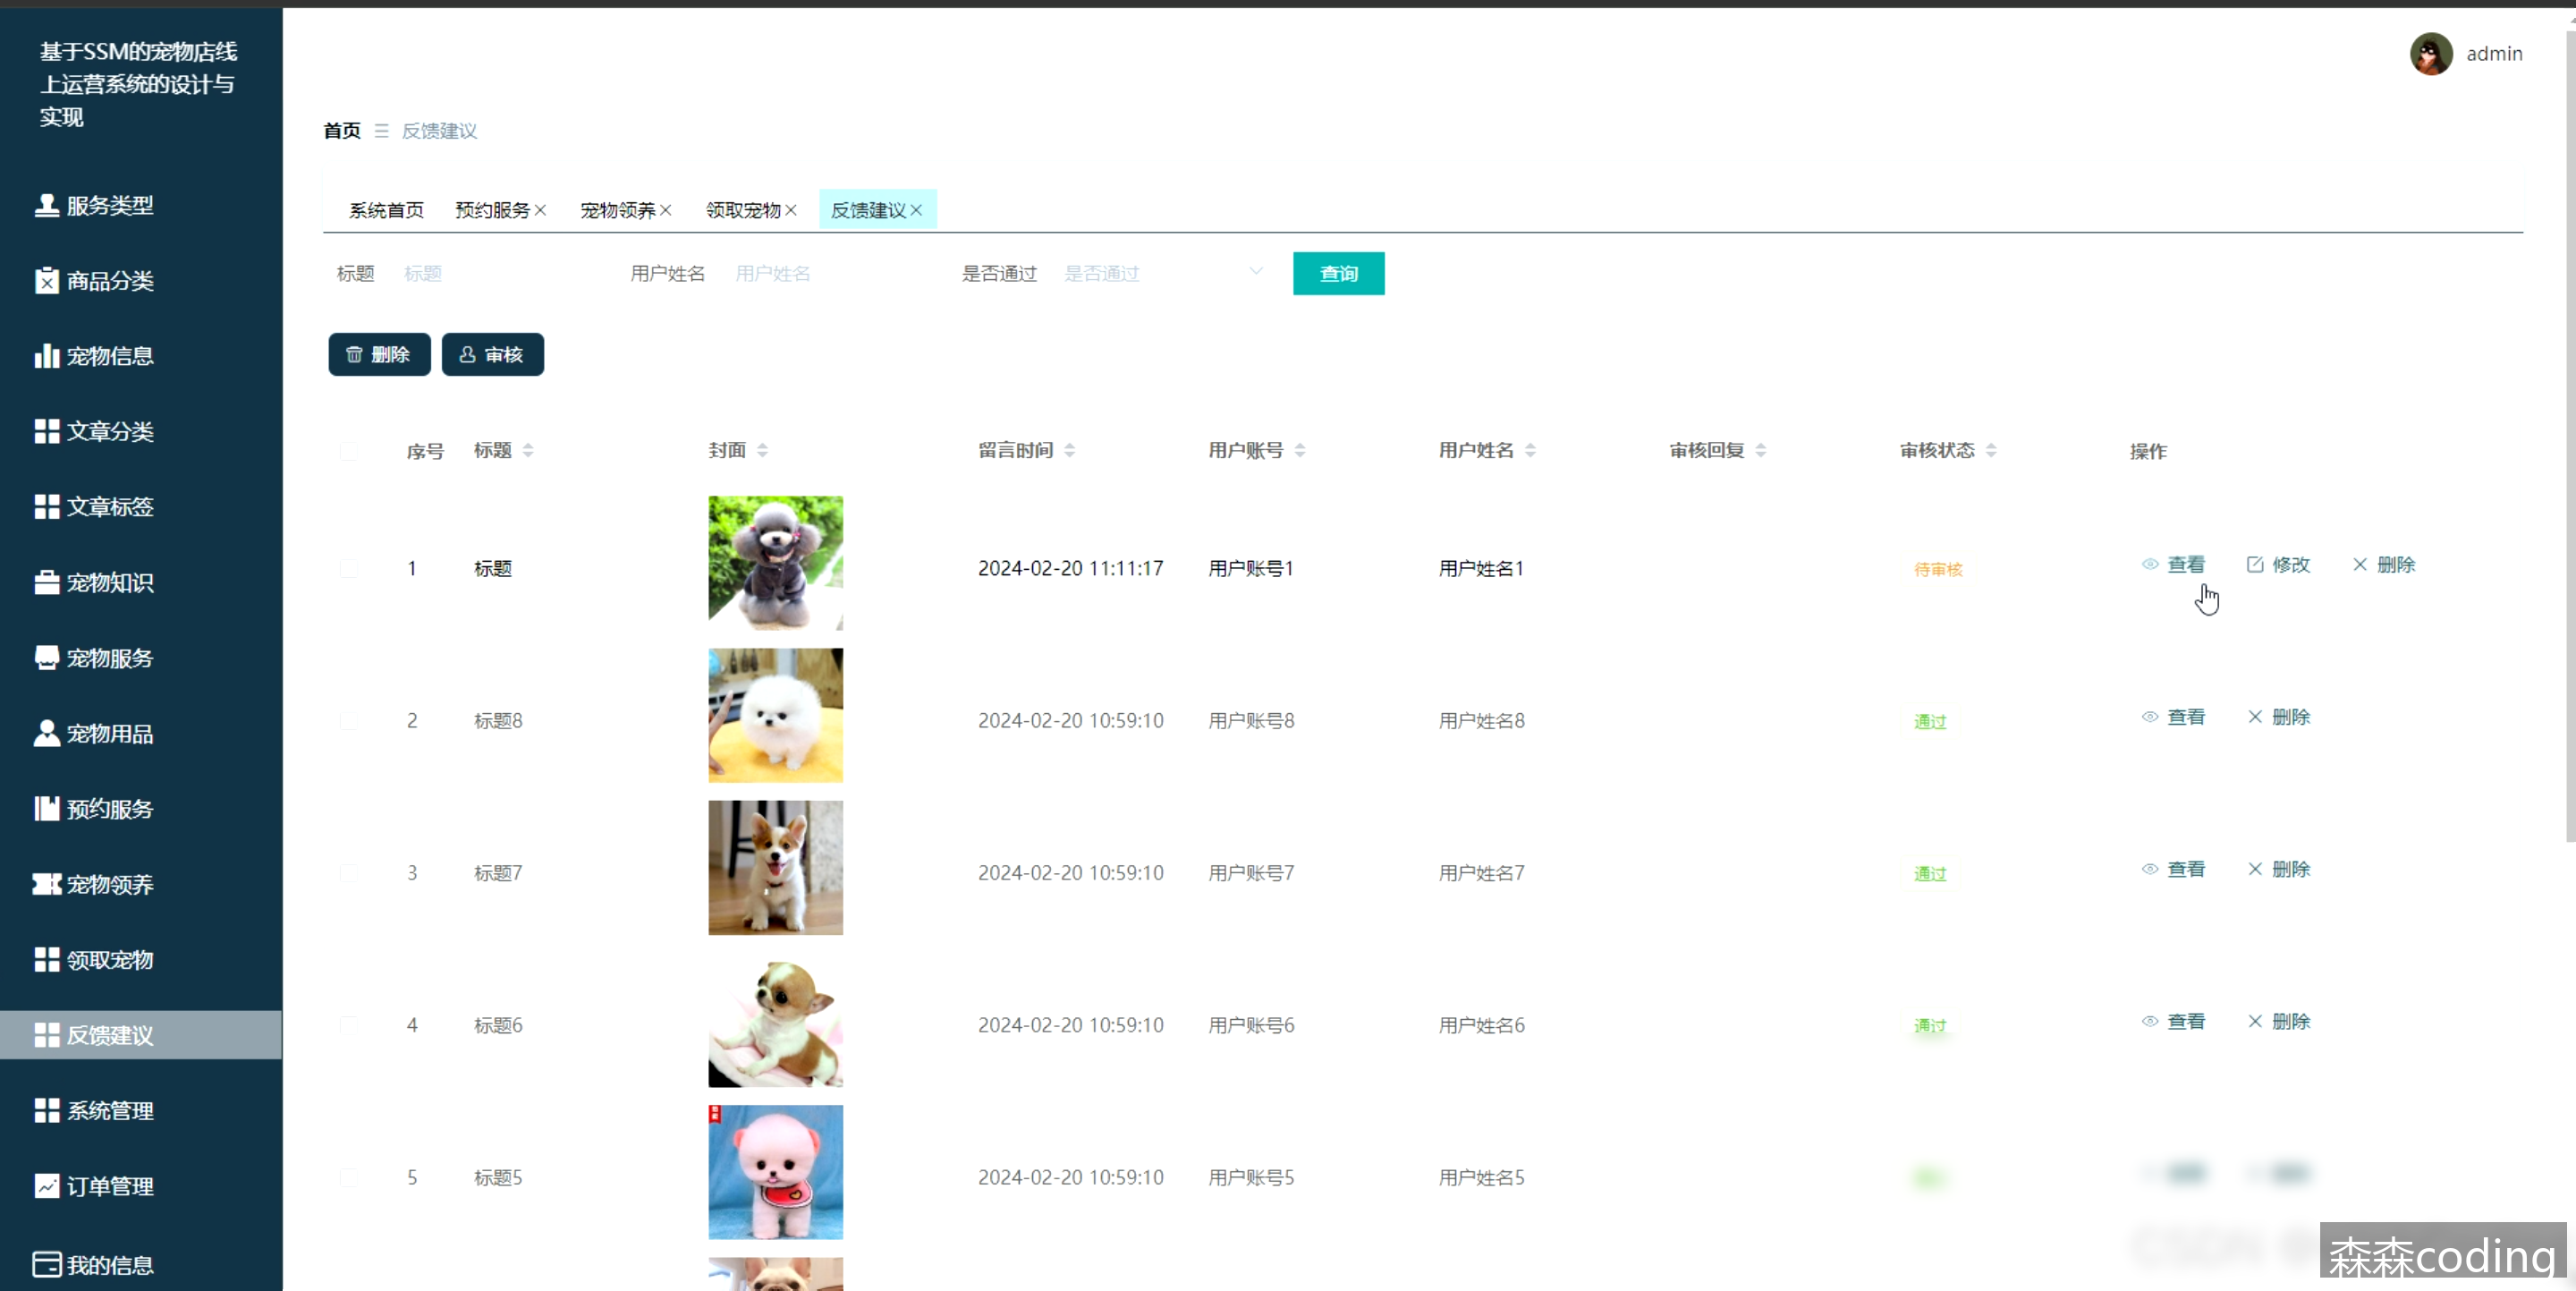 基于SSM的宠物店线
上运营系统的设计与
实现
admin
首页 反馈建议
服务类型
商品分类
宠物信息
文章分类
文章标签
宠物知识
宠物服务
宠物用品
预约服务
宠物领养
领取宠物
反馈建议
系统管理
订单管理
我的信息
系统首页 预约服务 宠物领养 领取宠物 反馈建议
标题 标题 用户姓名 用户姓名 是否通过 是否通过 查询
删除 审核
序号 标题 封面 留言时间 用户账号 用户姓名 审核回复 审核状态 操作
1 标题 2024-02-20 11:11:17 用户账号1 用户姓名1 待审核 查看 修改 删除
2 标题8 2024-02-20 10:59:10 用户账号8 用户姓名8 通过 查看 删除
3 标题7 2024-02-20 10:59:10 用户账号7 用户姓名7 通过 查看 删除
4 标题6 2024-02-20 10:59:10 用户账号6 用户姓名6 通过 查看 删除
5 标题5 2024-02-20 10:59:10 用户账号5 用户姓名5
森森coding